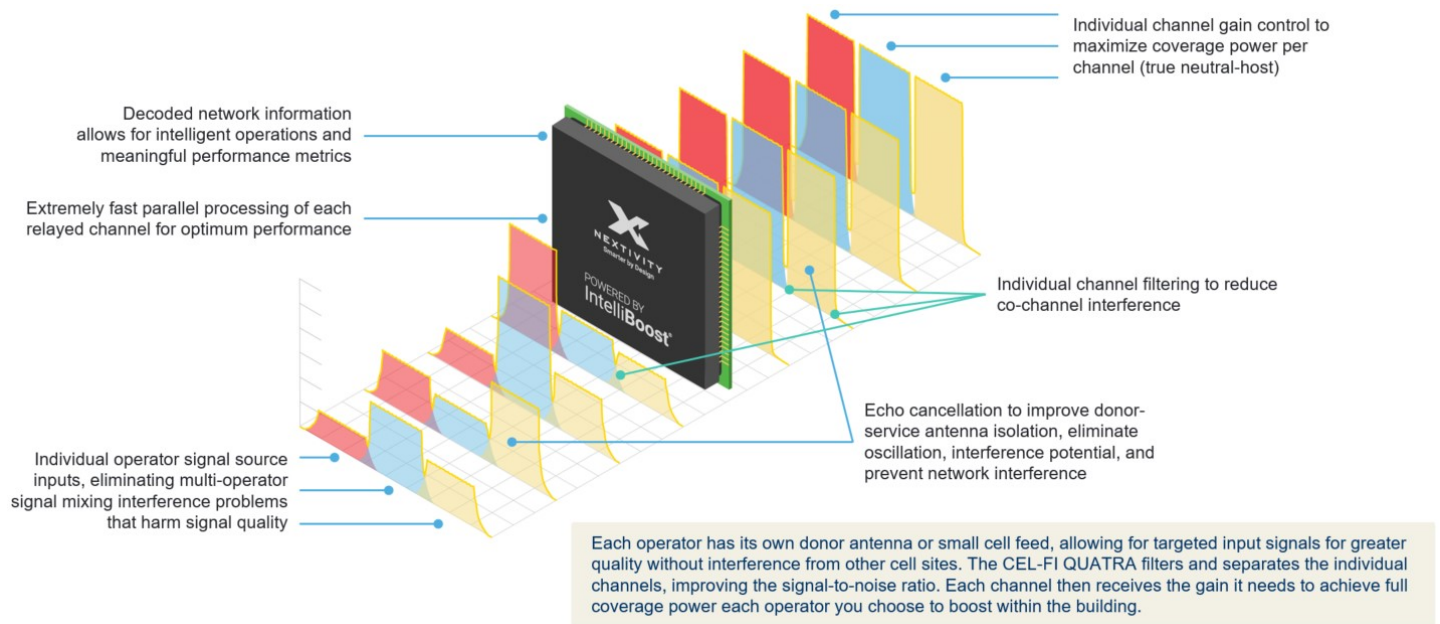 Individual channel gain control to
maximize coverage power per
channel (true neutral-host)
Decoded network information
allows for intelligent operations and
meaningful performance metrics
Extremely fast parallel processing of each
relayed channel for optimum performance
NEXTIVITY
Smarter by Design
POWERED BY
IntelliBoost®
Individual channel filtering to reduce
co-channel interference
Echo cancellation to improve donor-
service antenna isolation, eliminate
oscillation, interference potential, and
prevent network interference
Individual operator signal source
inputs, eliminating multi-operator
signal mixing interference problems
that harm signal quality
Each operator has its own donor antenna or small cell feed, allowing for targeted input signals for greater
quality without interference from other cell sites. The CEL-FI QUATRA filters and separates the individual
channels, improving the signal-to-noise ratio. Each channel then receives the gain it needs to achieve full
coverage power each operator you choose to boost within the building.